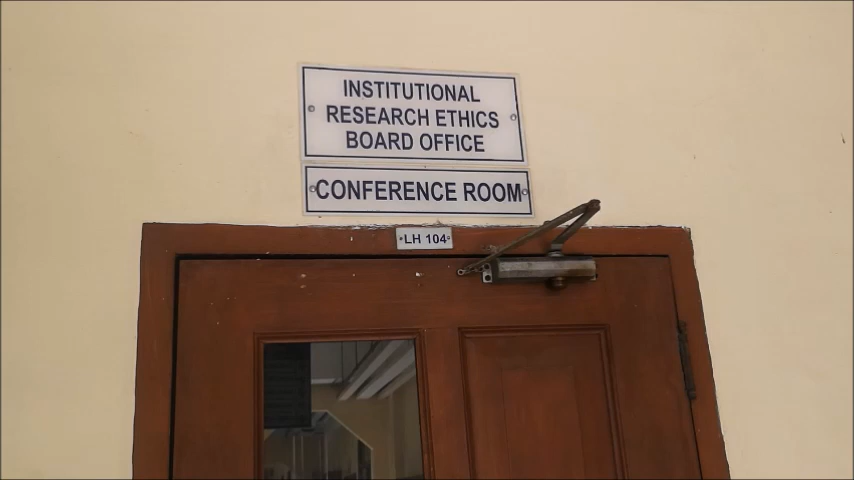 INSTITUTIONAL
RESEARCH ETHICS
BOARD OFFICE
CONFERENCE ROOM
LH 104